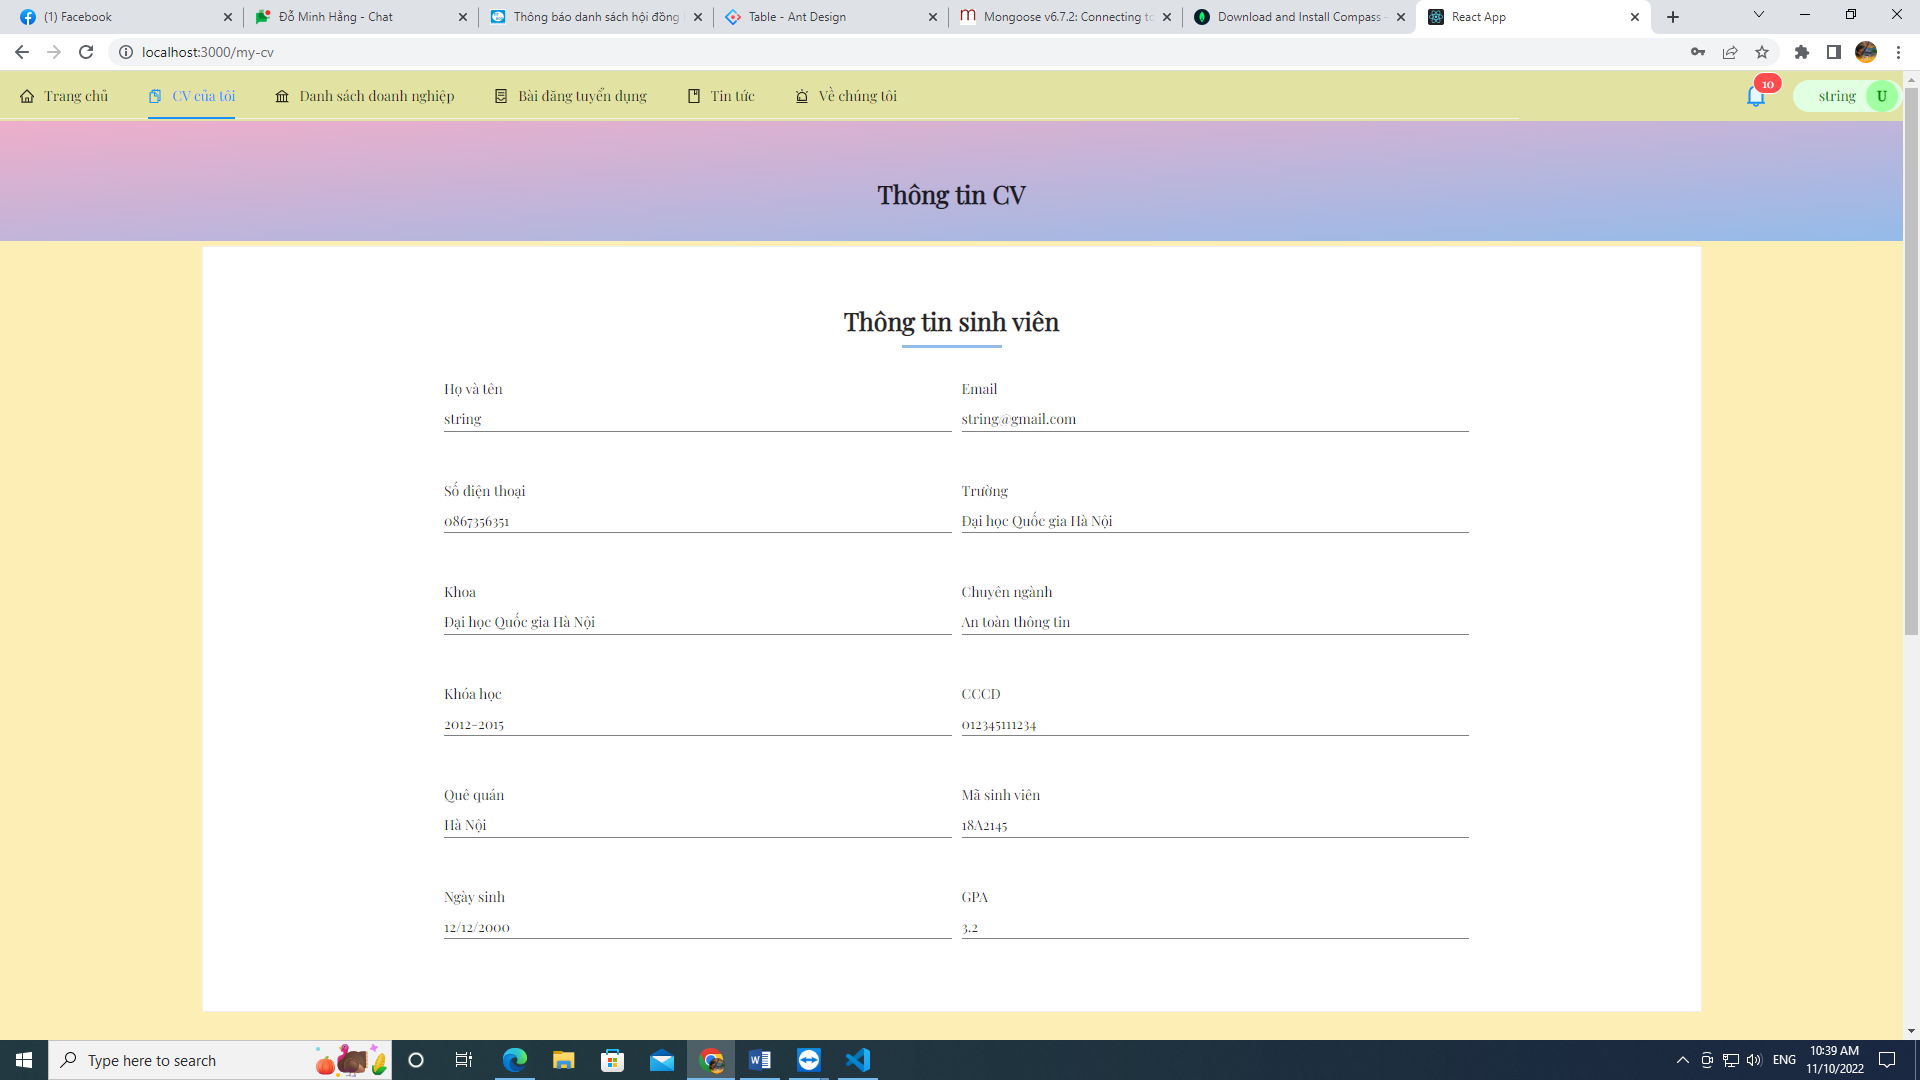 (1) Facebook
Đỗ Minh Hằng - Chat
Thông báo danh sách hội đồng
Table - Ant Design
Mongoose v6.7.2: Connecting to
Download and Install Compass -
React App
localhost:3000/my-cv
Trang chủ
CV của tôi
Danh sách doanh nghiệp
Bài đăng tuyển dụng
Tin tức
Về chúng tôi
10
string
U
Thông tin CV
Thông tin sinh viên
Họ và tên
Email
string
string@gmail.com
Số điện thoại
Trường
0867356351
Đại học Quốc gia Hà Nội
Khoa
Chuyên ngành
Đại học Quốc gia Hà Nội
An toàn thông tin
Khóa học
CCCD
2012-2015
012345111234
Quê quán
Mã sinh viên
Hà Nội
18A2145
Ngày sinh
GPA
12/12/2000
3.2
Type here to search
ENG
10:39 AM
11/10/2022